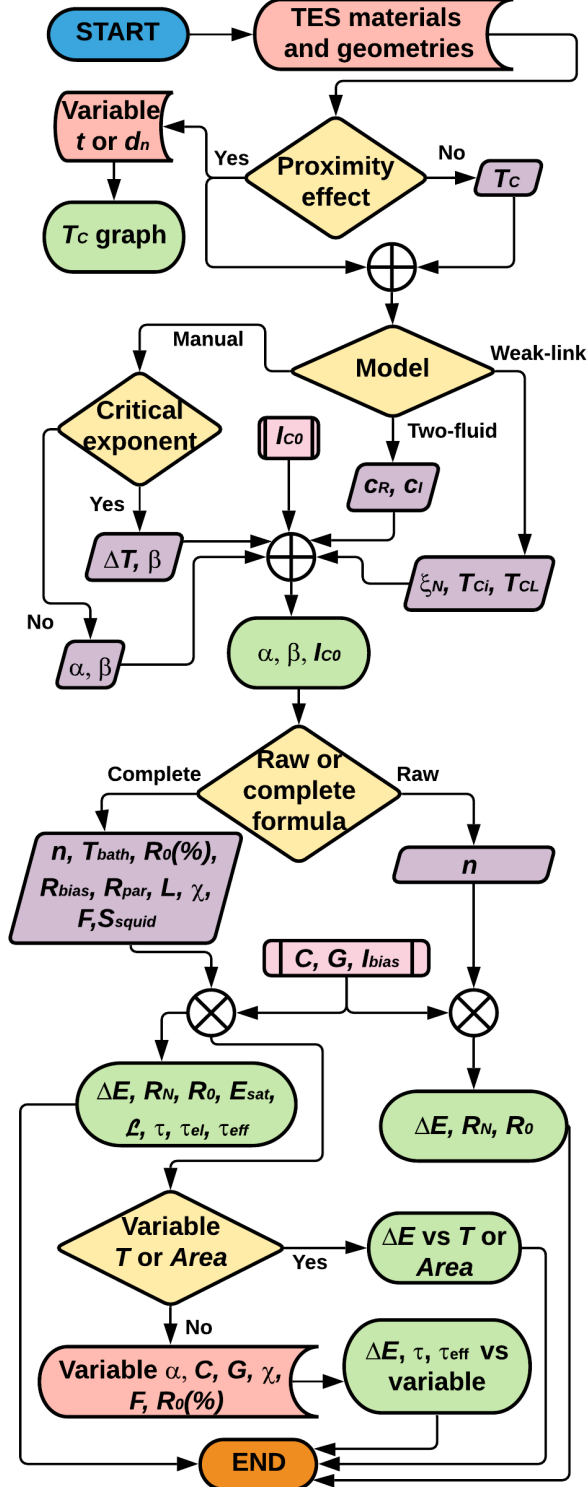 START
TES materials
and geometries
Variable
t or dn
Yes
Proximity
effect
No
TC
TC graph
Manual
Model
Weak-link
Critical
exponent
IC0
Two-fluid
cR, cI
Yes
ΔT, β
ξN, TCi, TCL
No
α, β
α, β, IC0
Complete
Raw or
complete
formula
Raw
n, Tbath, R0(%),
Rbias, Rpar, L, χ,
F,Ssquid
n
C, G, Ibias
ΔE, RN, R0, Esat,
ℒ, τ, τel, τeff
ΔE, RN, R0
Variable
T or Area
Yes
ΔE vs T or
Area
No
Variable α, C, G, χ,
F, R0(%)
ΔE, τ, τeff vs
variable
END